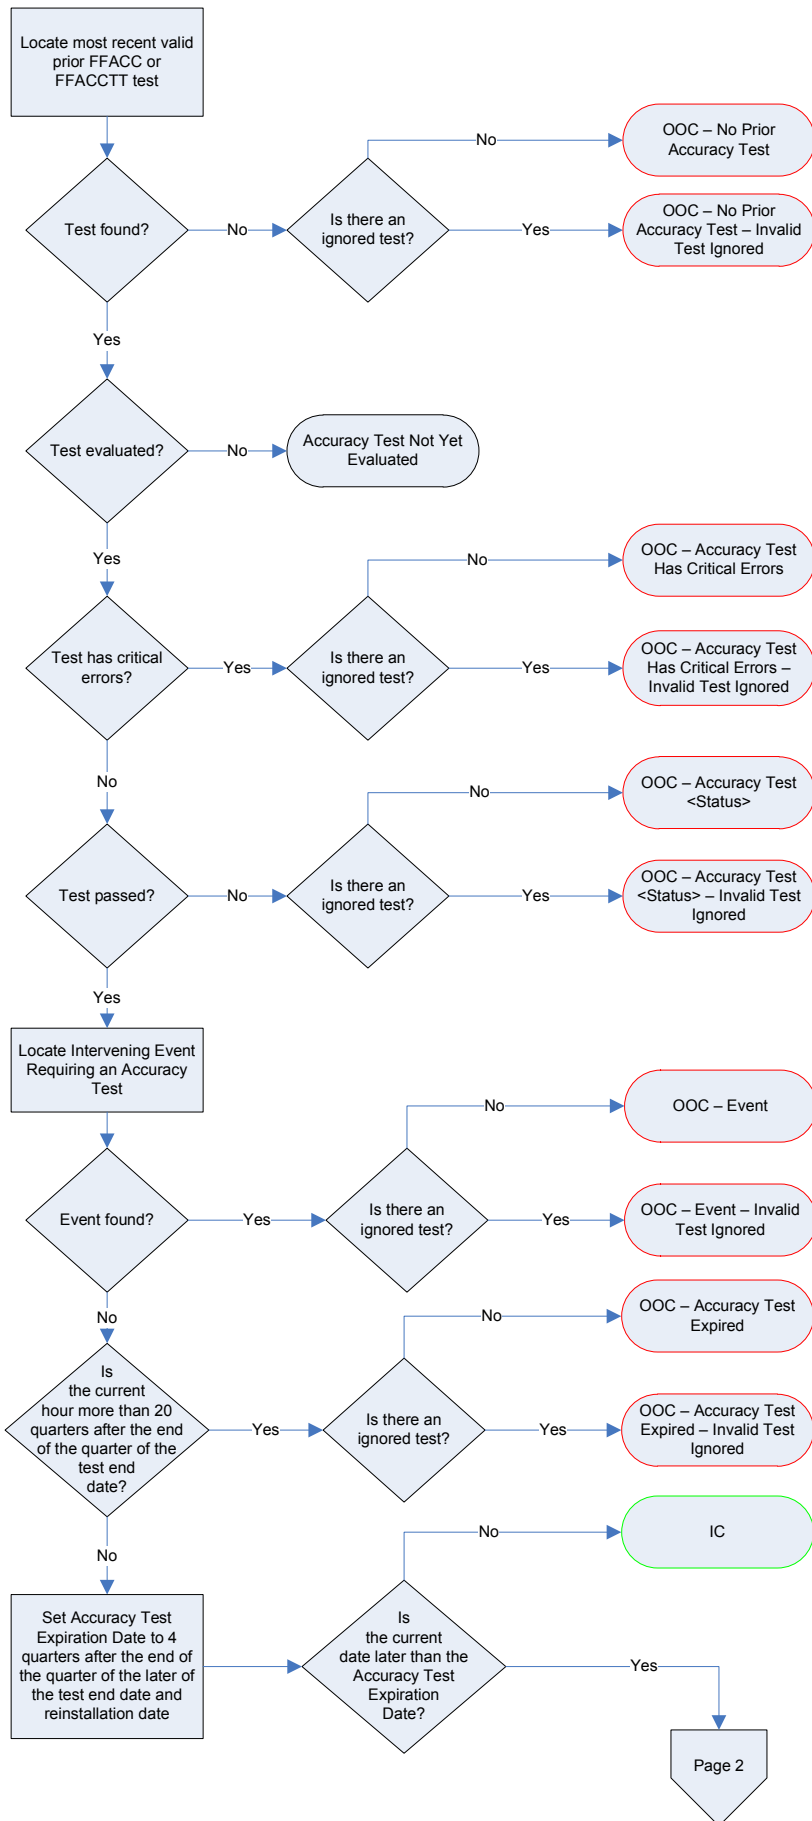 Locate most recent valid
prior FFACC or
FFACCTT test
No
OOC – No Prior
Accuracy Test
Test found?
No
Is there an
ignored test?
Yes
OOC – No Prior
Accuracy Test – Invalid
Test Ignored
Yes
Test evaluated?
No
Accuracy Test Not Yet
Evaluated
Yes
No
OOC – Accuracy Test
Has Critical Errors
Test has critical
errors?
Yes
Is there an
ignored test?
Yes
OOC – Accuracy Test
Has Critical Errors –
Invalid Test Ignored
No
No
OOC – Accuracy Test
<Status>
Test passed?
No
Is there an
ignored test?
Yes
OOC – Accuracy Test
<Status> – Invalid Test
Ignored
Yes
Locate Intervening Event
Requiring an Accuracy
Test
No
OOC – Event
Event found?
Yes
Is there an
ignored test?
Yes
OOC – Event – Invalid
Test Ignored
No
No
OOC – Accuracy Test
Expired
Is
the current
hour more than 20
quarters after the end
of the quarter of the
test end
date?
Yes
Is there an
ignored test?
Yes
OOC – Accuracy Test
Expired – Invalid Test
Ignored
No
No
IC
Set Accuracy Test
Expiration Date to 4
quarters after the end of
the quarter of the later of
the test end date and
reinstallation date
Is
the current
date later than the
Accuracy Test
Expiration
Date?
Yes
Page 2